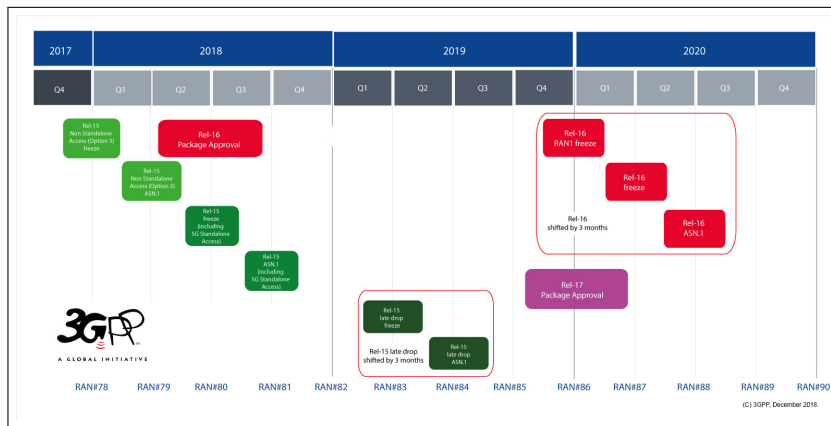 2017
2018
2019
2020
Q4
Q1
Q2
Q3
Q4
Q1
Q2
Q3
Q4
Q1
Q2
Q3
Q4
Rel-15
Non Standalone
Access (Option 3)
freeze
Rel-16
Package Approval
Rel-16
RAN1 freeze
Rel-15
Non Standalone
Access (Option 3)
ASN.1
Rel-16
freeze
Rel-15
freeze
(including
5G Standalone
Access)
Rel-16
shifted by 3 months
Rel-16
ASN.1
Rel-15
ASN.1
(including
5G Standalone
Access)
Rel-17
Package Approval
3GPP
A GLOBAL INITIATIVE
Rel-15
late drop
freeze
Rel-15 late drop
shifted by 3 months
Rel-15
late drop
ASN.1
RAN#78
RAN#79
RAN#80
RAN#81
RAN#82
RAN#83
RAN#84
RAN#85
RAN#86
RAN#87
RAN#88
RAN#89
RAN#90
(C) 3GPP, December 2018.